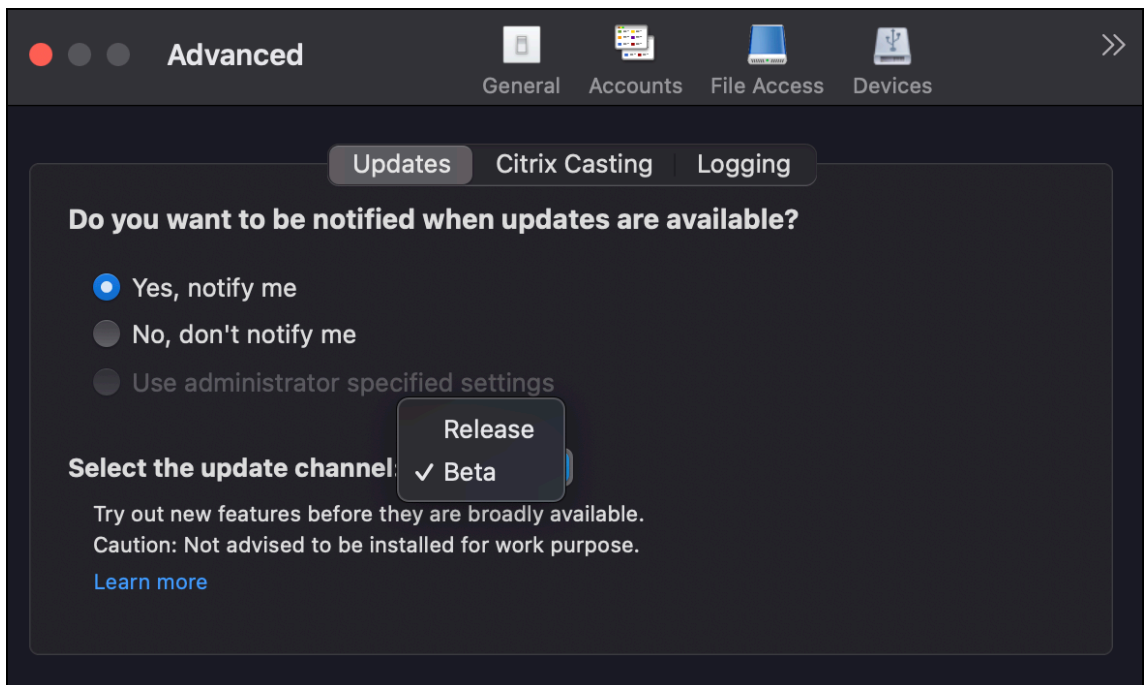 Advanced
General
Accounts
File Access
Devices
Updates
Citrix Casting
Logging
Do you want to be notified when updates are available?
Yes, notify me
No, don't notify me
Use administrator specified settings
Release
Select the update channel:
Beta
Try out new features before they are broadly available.
Caution: Not advised to be installed for work purpose.
Learn more